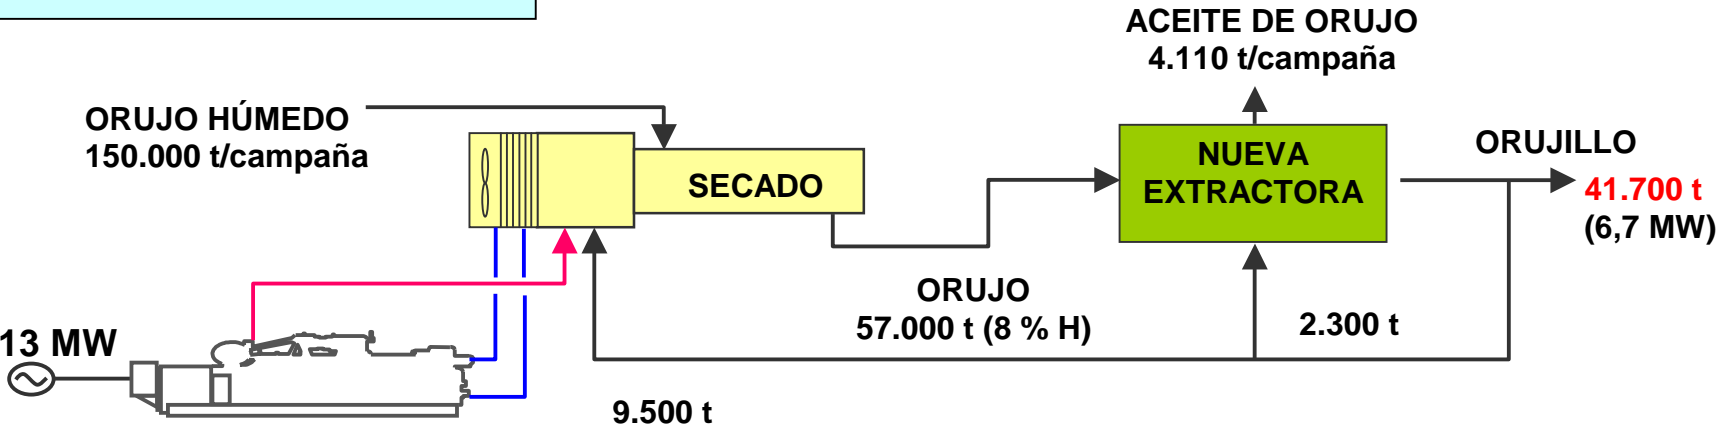 ACEITE DE ORUJO
4.110 t/campaña
ORUJO HÚMEDO
150.000 t/campaña
SECADO
NUEVA
EXTRACTORA
ORUJILLO
41.700 t
(6,7 MW)
ORUJO
57.000 t (8 % H)
2.300 t
13 MW
9.500 t